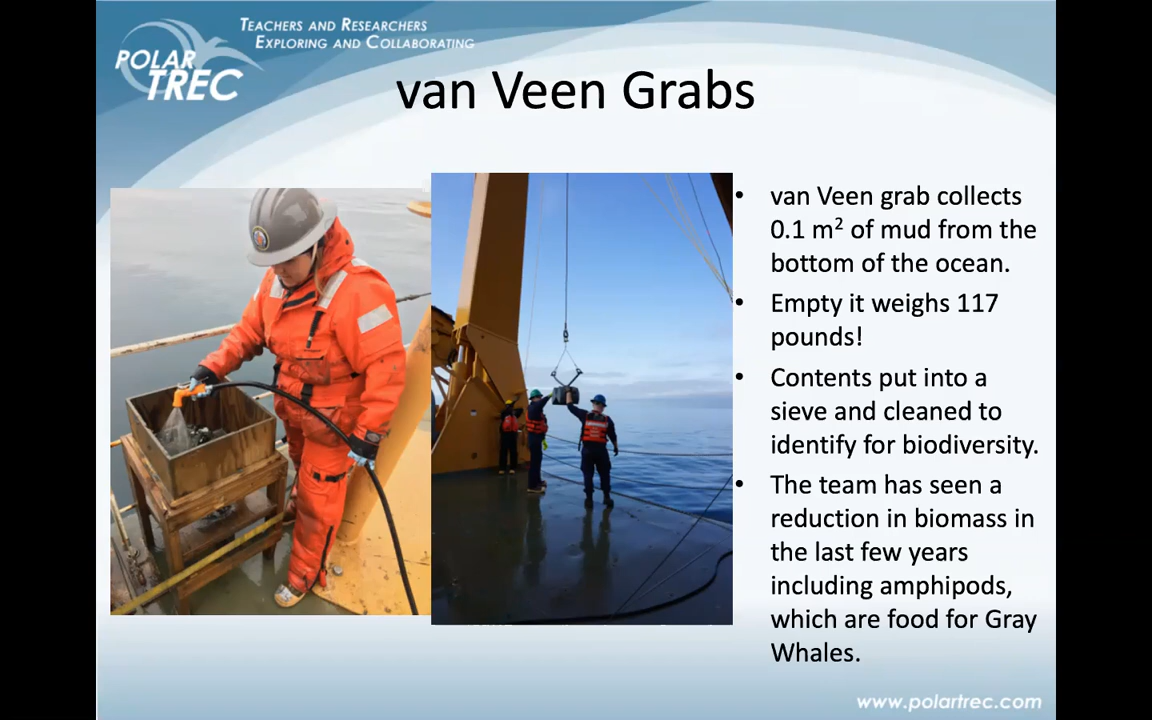 TEACHERS AND RESEARCHERS
EXPLORING AND COLLABORATING
POLAR
TREC
van Veen Grabs
• van Veen grab collects
0.1 m² of mud from the
bottom of the ocean.
• Empty it weighs 117
pounds!
• Contents put into a
sieve and cleaned to
identify for biodiversity.
• The team has seen a
reduction in biomass in
the last few years
including amphipods,
which are food for Gray
Whales.
www.polartrec.com